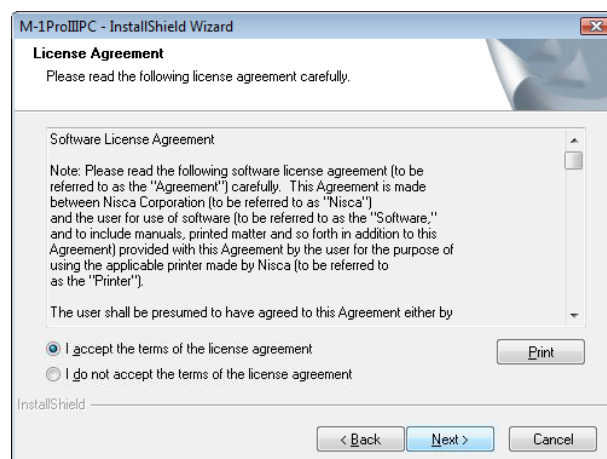 M-1ProIIIPC - InstallShield Wizard
License Agreement
Please read the following license agreement carefully.
Software License Agreement
Note: Please read the following software license agreement (to be
referred to as the "Agreement") carefully.  This Agreement is made
between Nisca Corporation (to be referred to as "Nisca")
and the user for use of software (to be referred to as the "Software,"
and to include manuals, printed matter and so forth in addition to this
Agreement) provided with this Agreement by the user for the purpose of
using the applicable printer made by Nisca (to be referred to
as the "Printer").
The user shall be presumed to have agreed to this Agreement either by
I accept the terms of the license agreement
Print
I do not accept the terms of the license agreement
InstallShield
< Back
Next >
Cancel